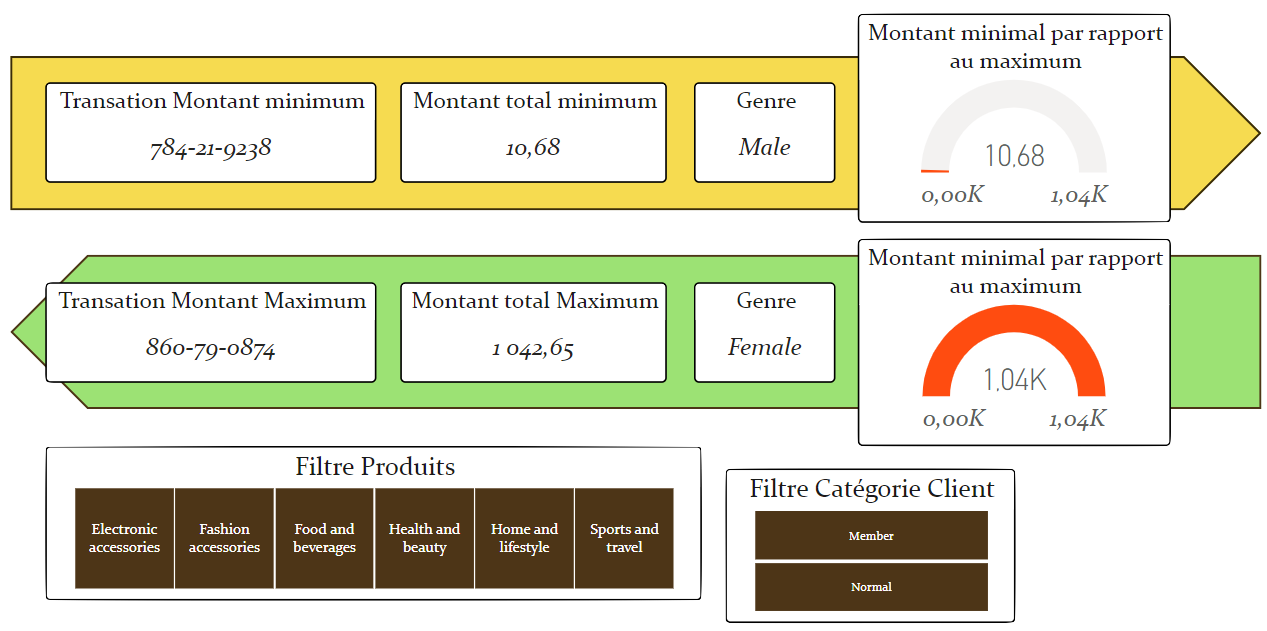 Transation Montant minimum
784-21-9238
Montant total minimum
10,68
Genre
Male
Montant minimal par rapport
au maximum
10,68
0,00K
1,04K
Transation Montant Maximum
860-79-0874
Montant total Maximum
1 042,65
Genre
Female
Montant minimal par rapport
au maximum
1,04K
0,00K
1,04K
Filtre Produits
Electronic
accessories
Fashion
accessories
Food and
beverages
Health and
beauty
Home and
lifestyle
Sports and
travel
Filtre Catégorie Client
Member
Normal